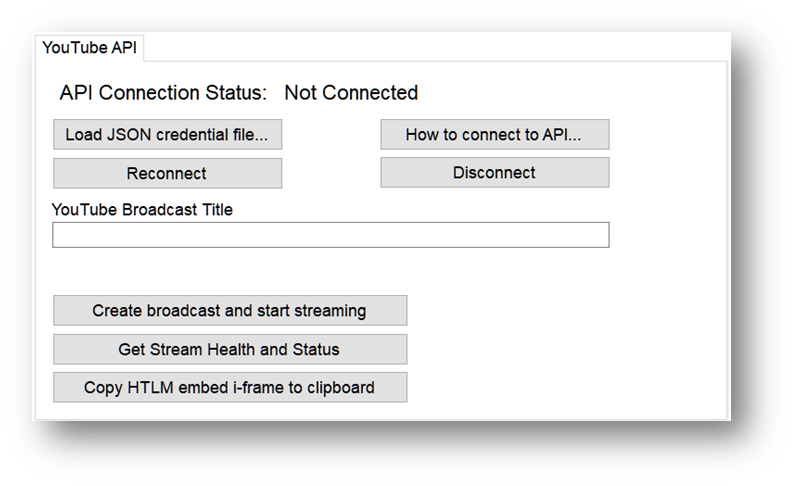 YouTube API
API Connection Status: Not Connected
Load JSON credential file...
How to connect to API...
Reconnect
Disconnect
YouTube Broadcast Title
Create broadcast and start streaming
Get Stream Health and Status
Copy HTLM embed i-frame to clipboard